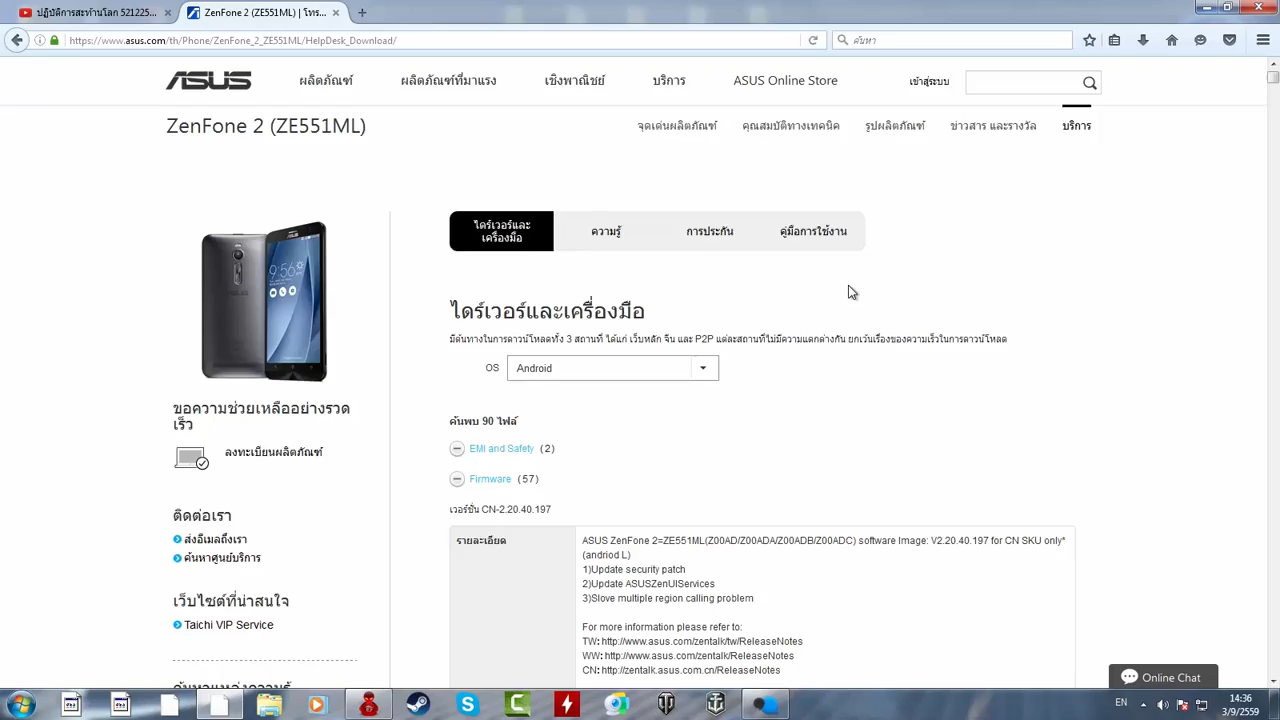 ปฏิบัติการสะท้านโลก 521225...
ZenFone 2 (ZE551ML) | โทร...
https://www.asus.com/th/Phone/ZenFone_2_ZE551ML/HelpDesk_Download/
ค้นหา
ASUS ผลิตภัณฑ์ ผลิตภัณฑ์ที่มาแรง เชิงพาณิชย์ บริการ ASUS Online Store เข้าสู่ระบบ
ZenFone 2 (ZE551ML) จุดเด่นผลิตภัณฑ์ คุณสมบัติทางเทคนิค รูปผลิตภัณฑ์ ข่าวสาร และรางวัล บริการ
ไดร์เวอร์และ
เครื่องมือ
ความรู้ การประกัน คู่มือการใช้งาน
9:56
ไดร์เวอร์และเครื่องมือ
มีต้นทางในการดาวน์โหลดทั้ง 3 สถานที่ ได้แก่ เว็บหลัก จีน และ P2P แต่ละสถานที่ไม่มีความแตกต่างกัน ยกเว้นเรื่องของความเร็วในการดาวน์โหลด
OS Android
ค้นพบ 90 ไฟล์
EMI and Safety (2)
Firmware (57)
เวอร์ชั่น CN-2.20.40.197
รายละเอียด
ASUS ZenFone 2=ZE551ML(Z00AD/Z00ADA/Z00ADB/Z00ADC) software Image: V2.20.40.197 for CN SKU only*
(andriod L)
1)Update security patch
2)Update ASUSZenUIServices
3)Slove multiple region calling problem
For more information please refer to:
TW: http://www.asus.com/zentalk/tw/ReleaseNotes
WW: http://www.asus.com/zentalk/ReleaseNotes
CN: http://zentalk.asus.com.cn/ReleaseNotes
ขอความช่วยเหลืออย่างรวด
เร็ว
ลงทะเบียนผลิตภัณฑ์
ติดต่อเรา
ส่งอีเมลถึงเรา
ค้นหาศูนย์บริการ
เว็บไซต์ที่น่าสนใจ
Taichi VIP Service
ค้นหาแหล่งความรู้
Online Chat
EN
14:36
3/9/2559